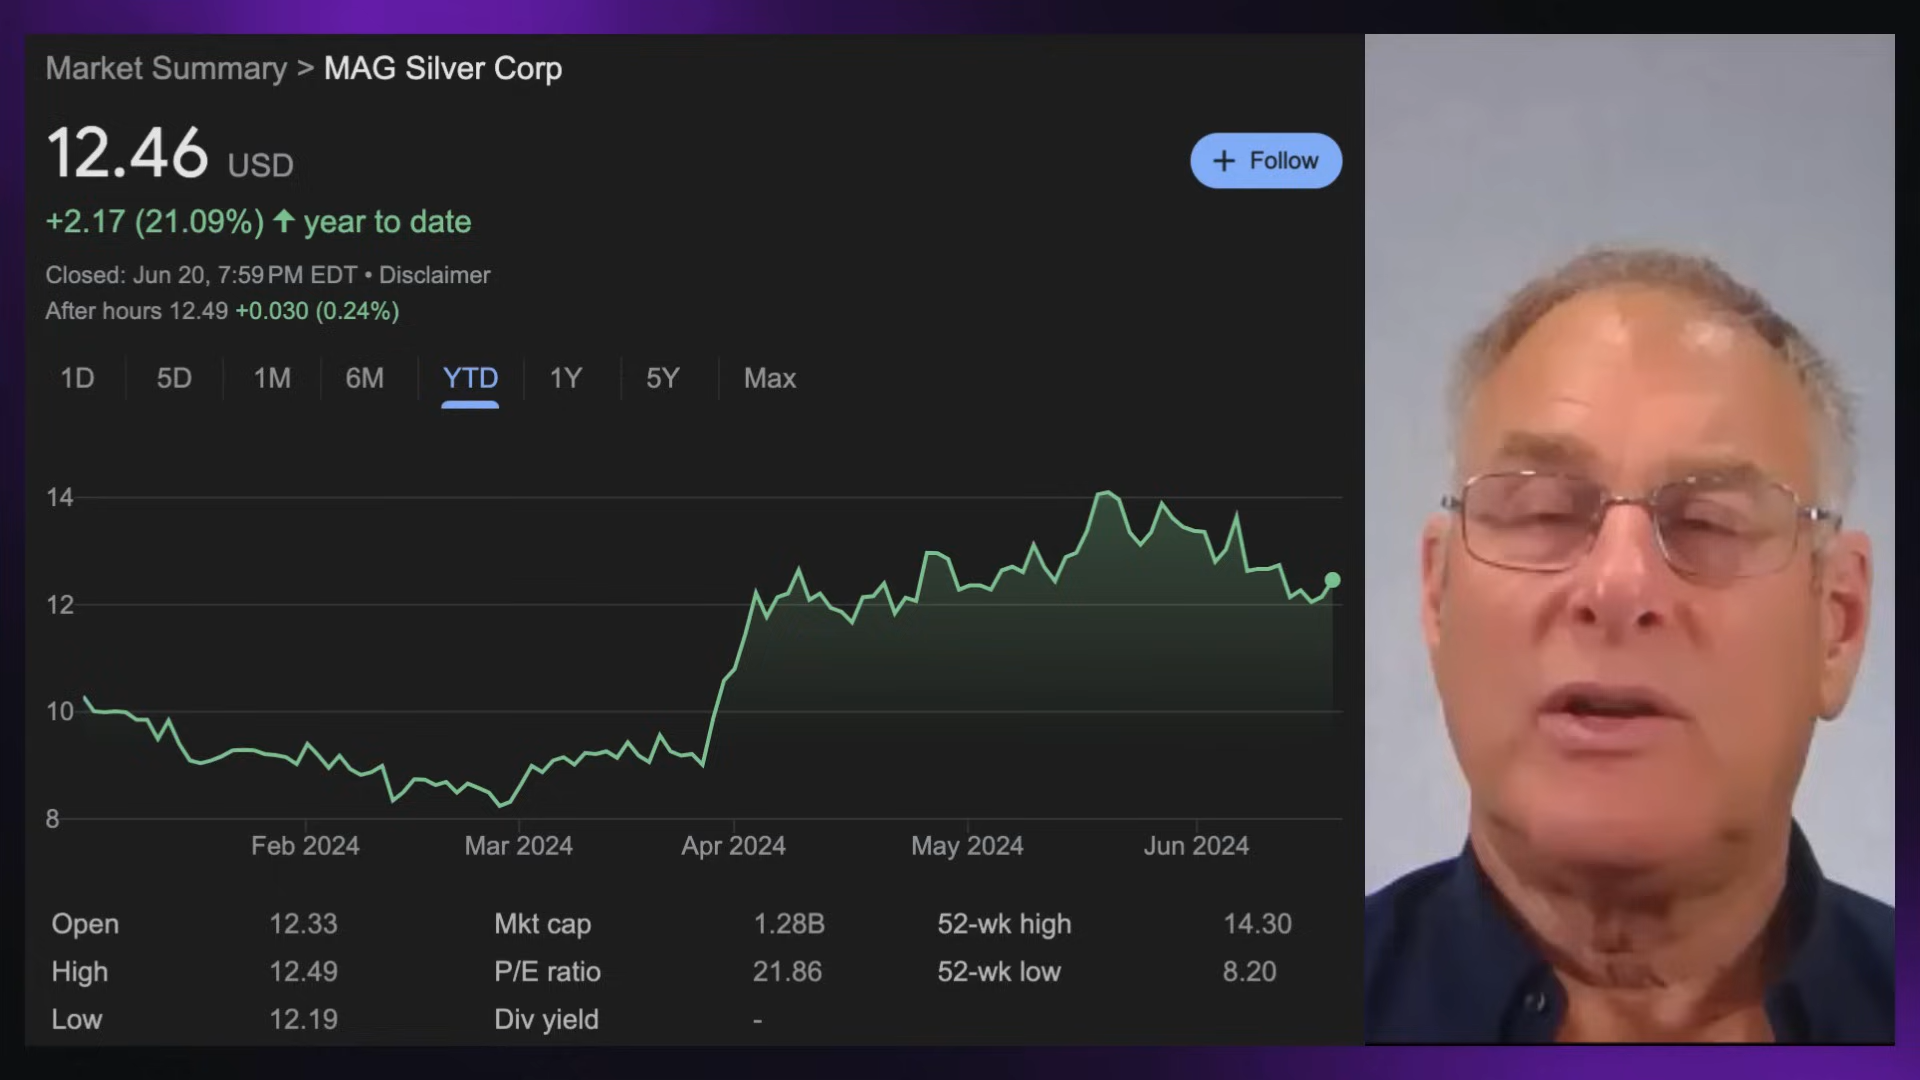 Market Summary > MAG Silver Corp
12.46 USD
+ Follow
+2.17 (21.09%) ↑ year to date
Closed: Jun 20, 7:59 PM EDT • Disclaimer
After hours 12.49 +0.030 (0.24%)
1D 5D 1M 6M YTD 1Y 5Y Max
14
12
10
8
Feb 2024 Mar 2024 Apr 2024 May 2024 Jun 2024
Open 12.33 Mkt cap 1.28B 52-wk high 14.30
High 12.49 P/E ratio 21.86 52-wk low 8.20
Low 12.19 Div yield -